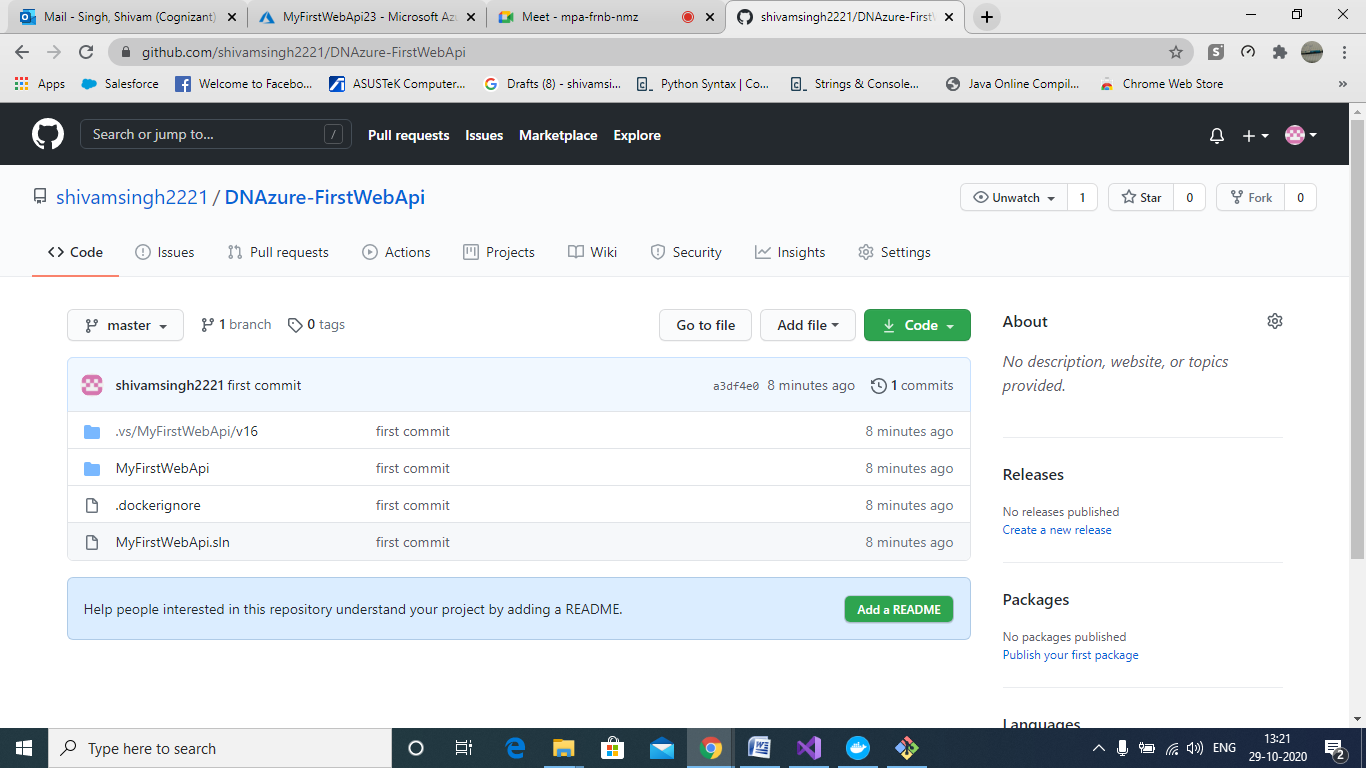 Mail - Singh, Shivam (Cognizant)
MyFirstWebApi23 - Microsoft Az
Meet - mpa-frnb-nmz
shivamsingh2221/DNAzure-First
github.com/shivamsingh2221/DNAzure-FirstWebApi
Apps
Salesforce
Welcome to Facebo...
ASUSTeK Computer...
Drafts (8) - shivamsi...
Python Syntax | Co...
Strings & Console...
Java Online Compil...
Chrome Web Store
»
Search or jump to...
/
Pull requests
Issues
Marketplace
Explore
shivamsingh2221 / DNAzure-FirstWebApi
Unwatch
1
Star
0
Fork
0
Code
Issues
Pull requests
Actions
Projects
Wiki
Security
Insights
Settings
master
1 branch
0 tags
Go to file
Add file
Code
shivamsingh2221 first commit
a3df4e0 8 minutes ago
1 commits
.vs/MyFirstWebApi/v16
first commit
8 minutes ago
MyFirstWebApi
first commit
8 minutes ago
.dockerignore
first commit
8 minutes ago
MyFirstWebApi.sln
first commit
8 minutes ago
Help people interested in this repository understand your project by adding a README.
Add a README
About
No description, website, or topics
provided.
Releases
No releases published
Create a new release
Packages
No packages published
Publish your first package
Languages
Type here to search
ENG
13:21
29-10-2020
2